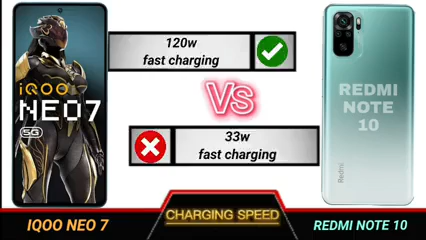 120w
fast charging
iQOO
NEO7
5G
Vs
REDMI
NOTE
10
33w
fast charging
Redmi
CHARGING SPEED
IQOO NEO 7
REDMI NOTE 10